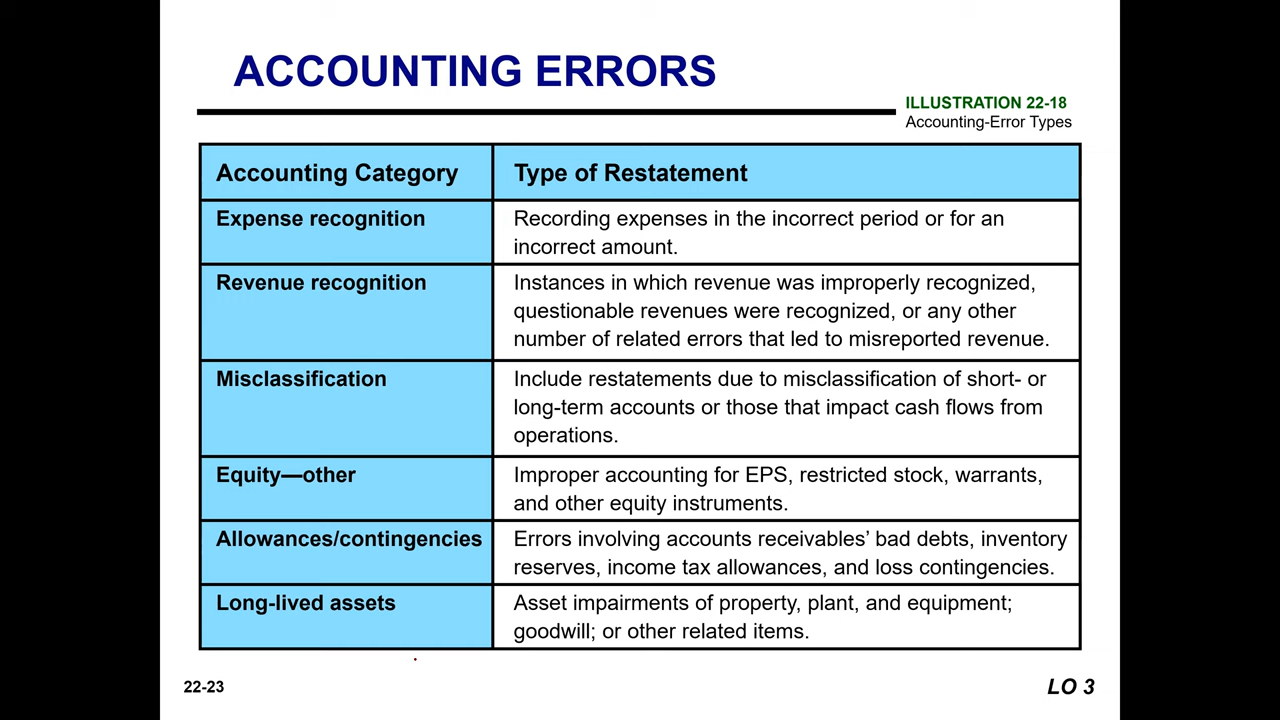 ACCOUNTING ERRORS
ILLUSTRATION 22-18
Accounting-Error Types
Accounting Category
Type of Restatement
Expense recognition
Recording expenses in the incorrect period or for an
incorrect amount.
Revenue recognition
Instances in which revenue was improperly recognized,
questionable revenues were recognized, or any other
number of related errors that led to misreported revenue.
Misclassification
Include restatements due to misclassification of short- or
long-term accounts or those that impact cash flows from
operations.
Equity—other
Improper accounting for EPS, restricted stock, warrants,
and other equity instruments.
Allowances/contingencies
Errors involving accounts receivables’ bad debts, inventory
reserves, income tax allowances, and loss contingencies.
Long-lived assets
Asset impairments of property, plant, and equipment;
goodwill; or other related items.
22-23
LO 3